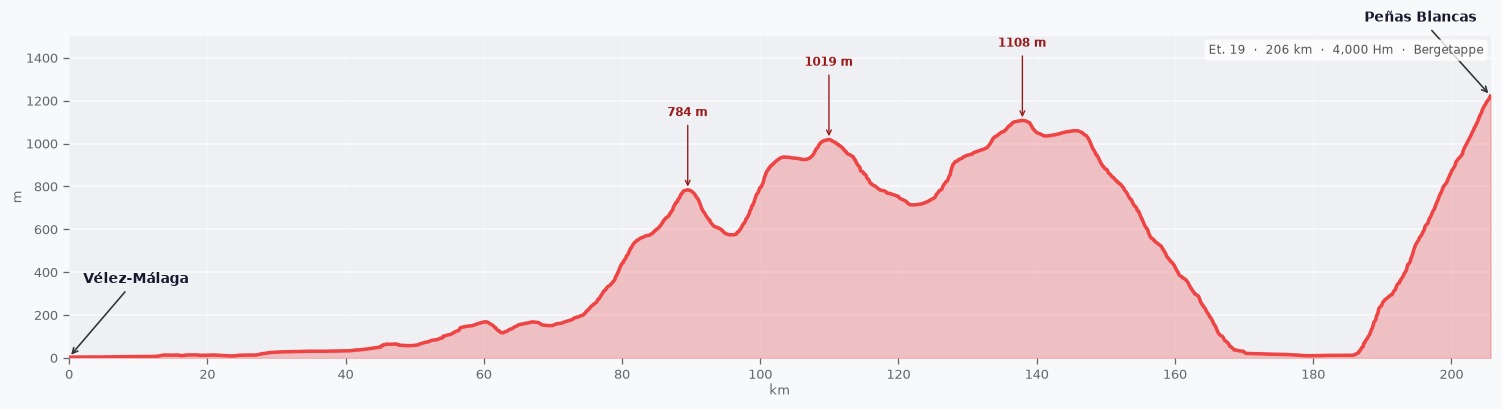 Peñas Blancas
Et. 19 · 206 km · 4,000 Hm · Bergetappe
1108 m
1019 m
784 m
Vélez-Málaga
m
1400
1200
1000
800
600
400
200
0
0 20 40 60 80 100 120 140 160 180 200
km